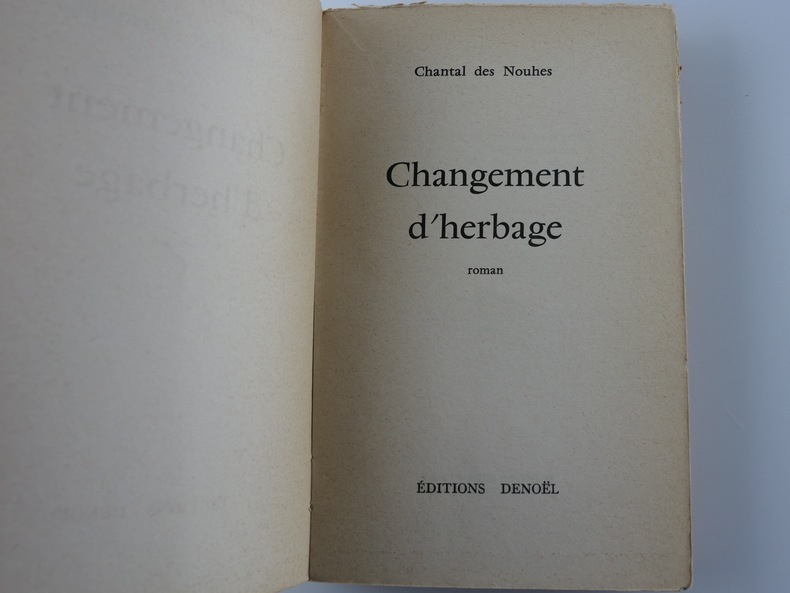 Chantal des Nouhes
Changement
d'herbage
roman
ÉDITIONS DENOËL